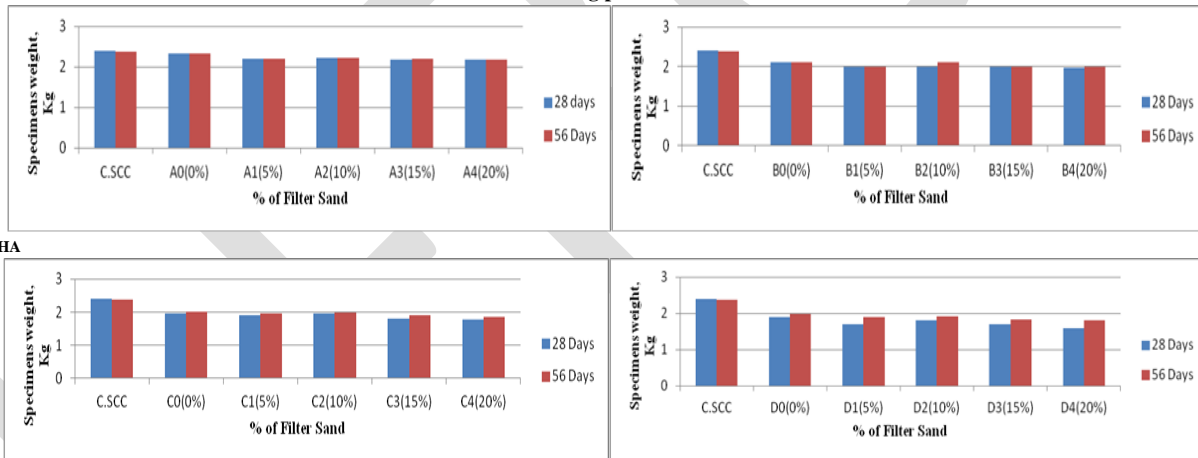 Specimens weight,
Kg
3
2
1
0
C.SCC A0(0%) A1(5%) A2(10%) A3(15%) A4(20%)
% of Filter Sand
28 days
56 Days
Specimens weight,
Kg
3
2
1
0
C.SCC B0(0%) B1(5%) B2(10%) B3(15%) B4(20%)
% of Filter Sand
28 Days
56 Days
HA
Specimens weight,
Kg
3
2
1
0
C.SCC C0(0%) C1(5%) C2(10%) C3(15%) C4(20%)
% of Filter Sand
28 Days
56 Days
Specimens weight,
Kg
3
2
1
0
C.SCC D0(0%) D1(5%) D2(10%) D3(15%) D4(20%)
% of Filter Sand
28 Days
56 Days